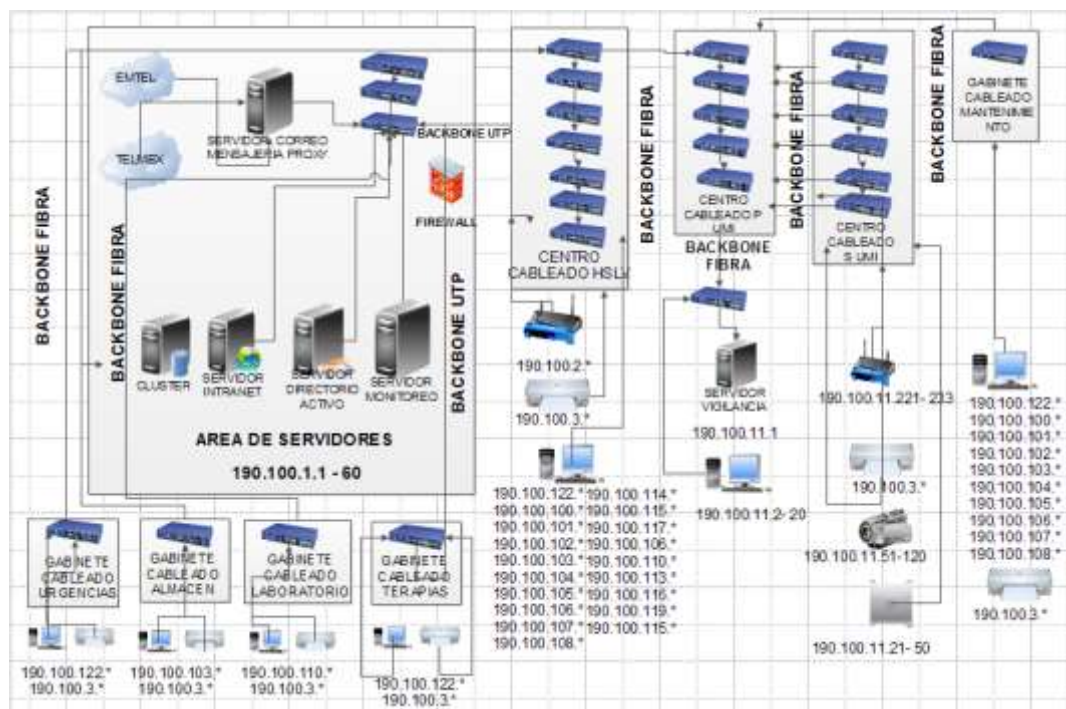 EMTEL
TELMEX
SERVIDOR CORREO
MENSAJERIA PROXY
BACKBONE UTP
FIREWALL
BACKBONE FIBRA
BACKBONE FIBRA
BACKBONE UTP
CLUSTER
SERVIDOR
INTRANET
SERVIDOR
DIRECTORIO
ACTIVO
SERVIDOR
MONITOREO
AREA DE SERVIDORES
190.100.1.1 - 60
GABINETE
CABLEADO
URGENCIAS
190.100.122.*
190.100.3.*
GABINETE
CABLEADO
ALMACEN
190.100.103.*
190.100.3.*
GABINETE
CABLEADO
LABORATORIO
190.100.110.*
190.100.3.*
GABINETE
CABLEADO
TERAPIAS
190.100.122.*
190.100.3.*
CENTRO
CABLEADO HSLV
190.100.2.*
190.100.3.*
190.100.122.* 190.100.114.*
190.100.100.* 190.100.115.*
190.100.101.* 190.100.117.*
190.100.102.* 190.100.106.*
190.100.103.* 190.100.110.*
190.100.104.* 190.100.113.*
190.100.105.* 190.100.116.*
190.100.106.* 190.100.119.*
190.100.107.* 190.100.115.*
190.100.108.*
BACKBONE FIBRA
CENTRO
CABLEADO P
UMI
BACKBONE
FIBRA
SERVIDOR
VIGILANCIA
190.100.11.1
190.100.11.2- 20
BACKBONE FIBRA
CENTRO
CABLEADO
S UMI
190.100.11.221- 233
190.100.3.*
190.100.11.51-120
190.100.11.21- 50
BACKBONE FIBRA
GABINETE
CABLEADO
MANTENIMIE
NTO
190.100.122.*
190.100.100.*
190.100.101.*
190.100.102.*
190.100.103.*
190.100.104.*
190.100.105.*
190.100.106.*
190.100.107.*
190.100.108.*
190.100.3.*